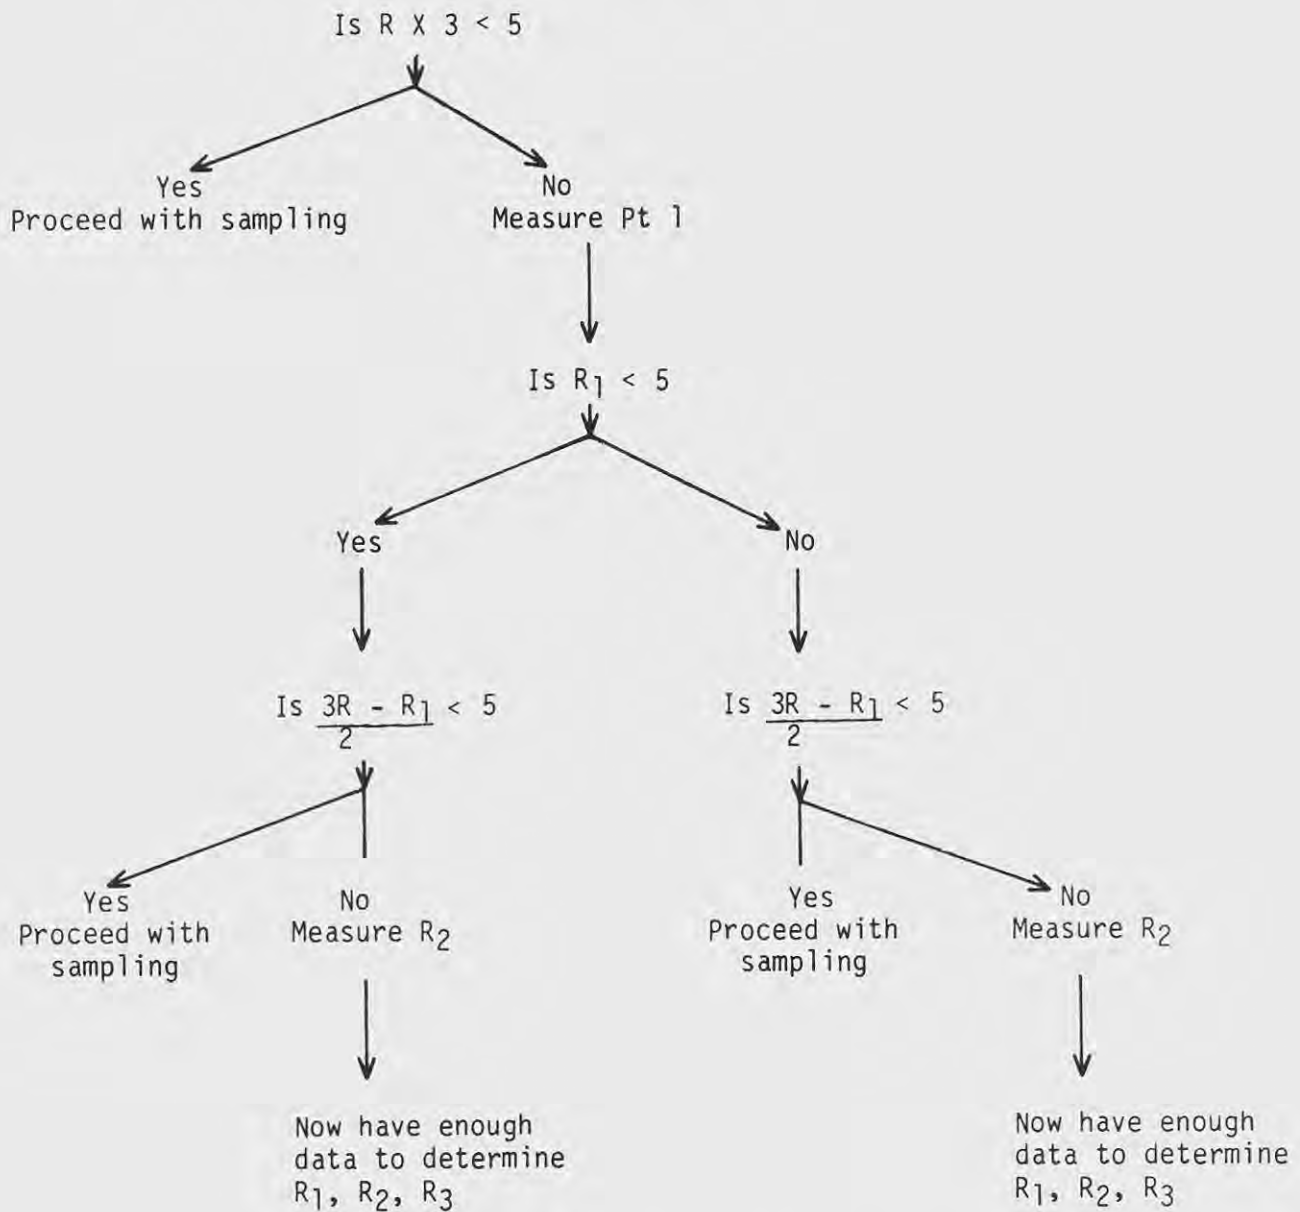 Is R X 3 < 5
Yes
Proceed with sampling
No
Measure Pt 1
Is R1 < 5
Yes
No
Is 3R - R1 < 5
2
Is 3R - R1 < 5
2
Yes
Proceed with
sampling
No
Measure R2
Yes
Proceed with
sampling
No
Measure R2
Now have enough
data to determine
R1, R2, R3
Now have enough
data to determine
R1, R2, R3